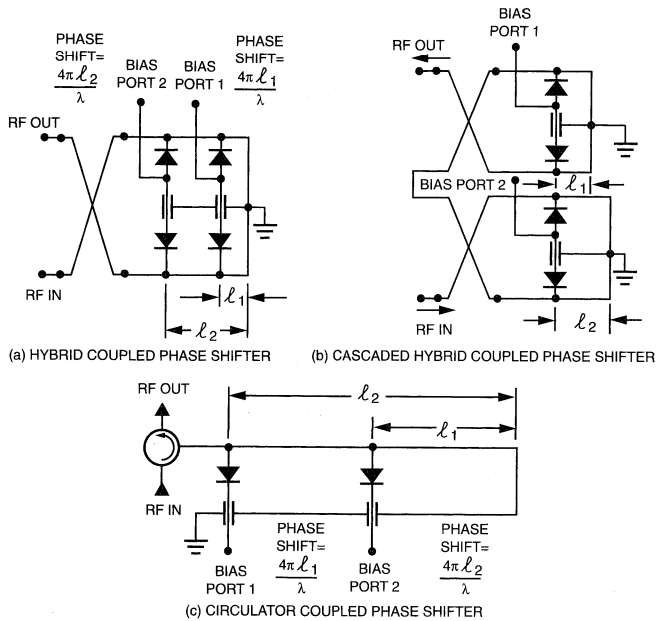 PHASE
SHIFT=
4πℓ2
λ
BIAS
PORT 2
BIAS
PORT 1
PHASE
SHIFT=
4πℓ1
λ
RF OUT
RF IN
ℓ1
ℓ2
(a) HYBRID COUPLED PHASE SHIFTER
BIAS
PORT 1
RF OUT
BIAS PORT 2
ℓ1
RF IN
ℓ2
(b) CASCADED HYBRID COUPLED PHASE SHIFTER
RF OUT
ℓ2
ℓ1
RF IN
BIAS
PORT 1
PHASE
SHIFT=
4πℓ1
λ
BIAS
PORT 2
PHASE
SHIFT=
4πℓ2
λ
(c) CIRCULATOR COUPLED PHASE SHIFTER